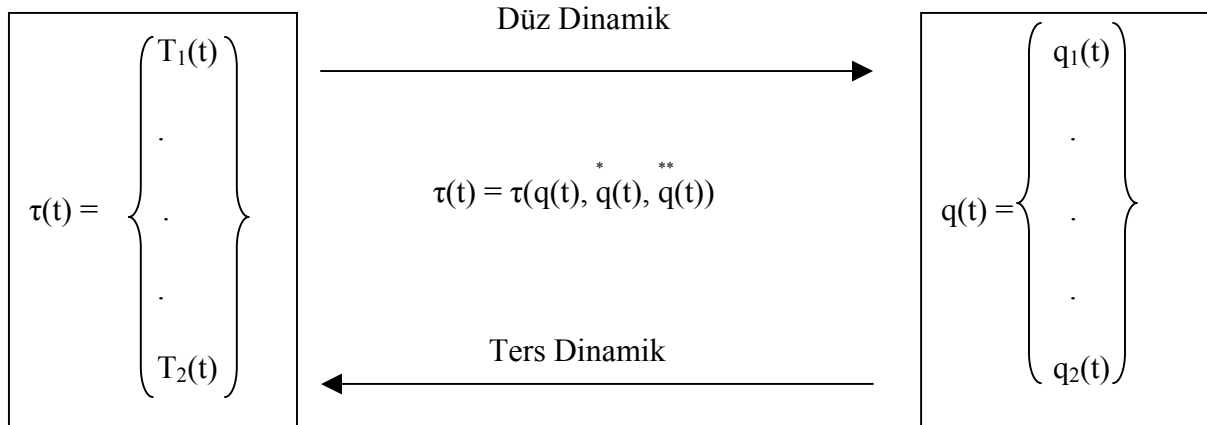 Düz Dinamik
T₁(t)
.
τ(t) =
.
.
T₂(t)
* **
τ(t) = τ(q(t), q(t), q(t))
Ters Dinamik
q₁(t)
.
q(t) =
.
.
q₂(t)